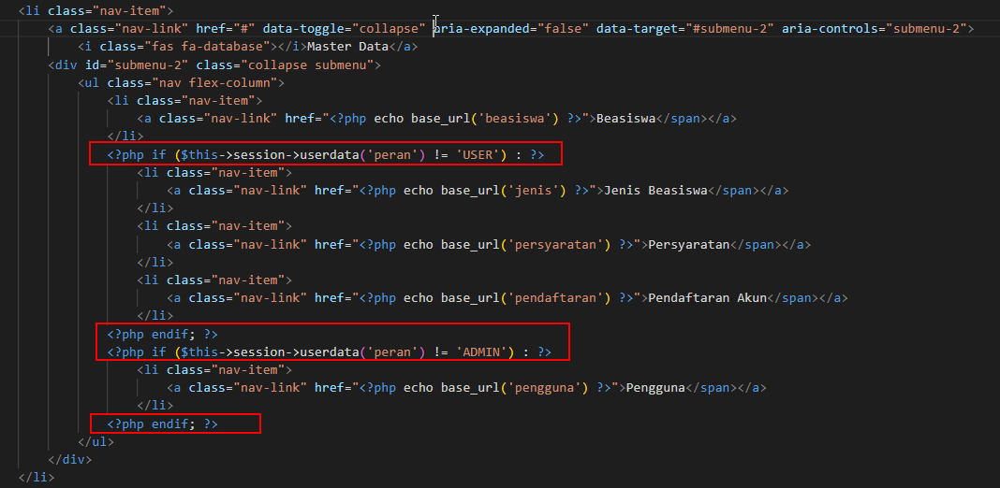 <li class="nav-item">
<a class="nav-link" href="#" data-toggle="collapse" aria-expanded="false" data-target="#submenu-2" aria-controls="submenu-2">
<i class="fas fa-database"></i>Master Data</a>
<div id="submenu-2" class="collapse submenu">
<ul class="nav flex-column">
<li class="nav-item">
<a class="nav-link" href="<?php echo base_url('beasiswa') ?>">Beasiswa</span></a>
</li>
<?php if ($this->session->userdata('peran') != 'USER') : ?>
<li class="nav-item">
<a class="nav-link" href="<?php echo base_url('jenis') ?>">Jenis Beasiswa</span></a>
</li>
<li class="nav-item">
<a class="nav-link" href="<?php echo base_url('persyaratan') ?>">Persyaratan</span></a>
</li>
<li class="nav-item">
<a class="nav-link" href="<?php echo base_url('pendaftaran') ?>">Pendaftaran Akun</span></a>
</li>
<?php endif; ?>
<?php if ($this->session->userdata('peran') != 'ADMIN') : ?>
<li class="nav-item">
<a class="nav-link" href="<?php echo base_url('pengguna') ?>">Pengguna</span></a>
</li>
<?php endif; ?>
</ul>
</div>
</li>